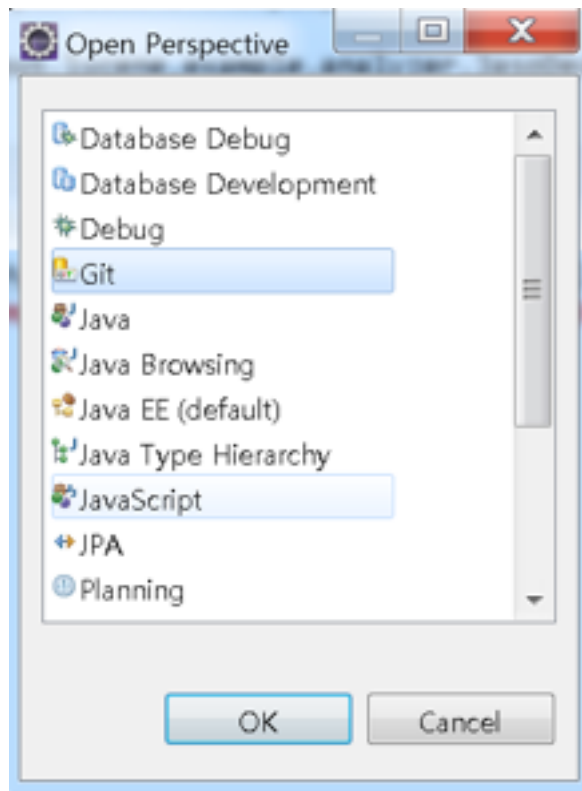 Open Perspective
Database Debug
Database Development
Debug
Git
Java
Java Browsing
Java EE (default)
Java Type Hierarchy
JavaScript
JPA
Planning
OK
Cancel